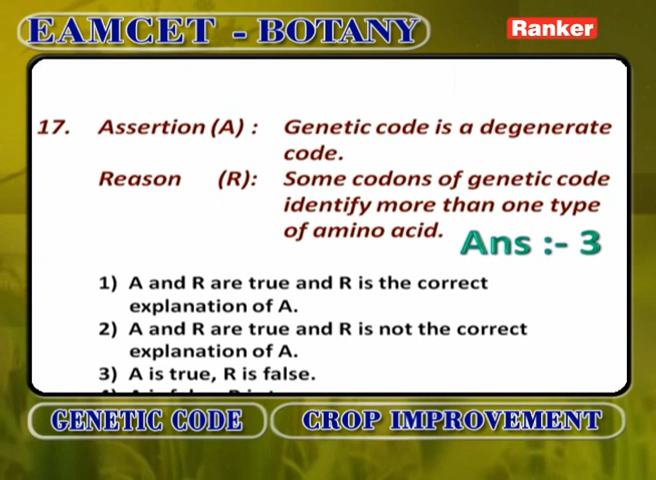 EAMCET - BOTANY
Ranker
17. Assertion (A) : Genetic code is a degenerate
code.
Reason (R): Some codons of genetic code
identify more than one type
of amino acid.
Ans :- 3
1) A and R are true and R is the correct
explanation of A.
2) A and R are true and R is not the correct
explanation of A.
3) A is true, R is false.
GENETIC CODE
CROP IMPROVEMENT